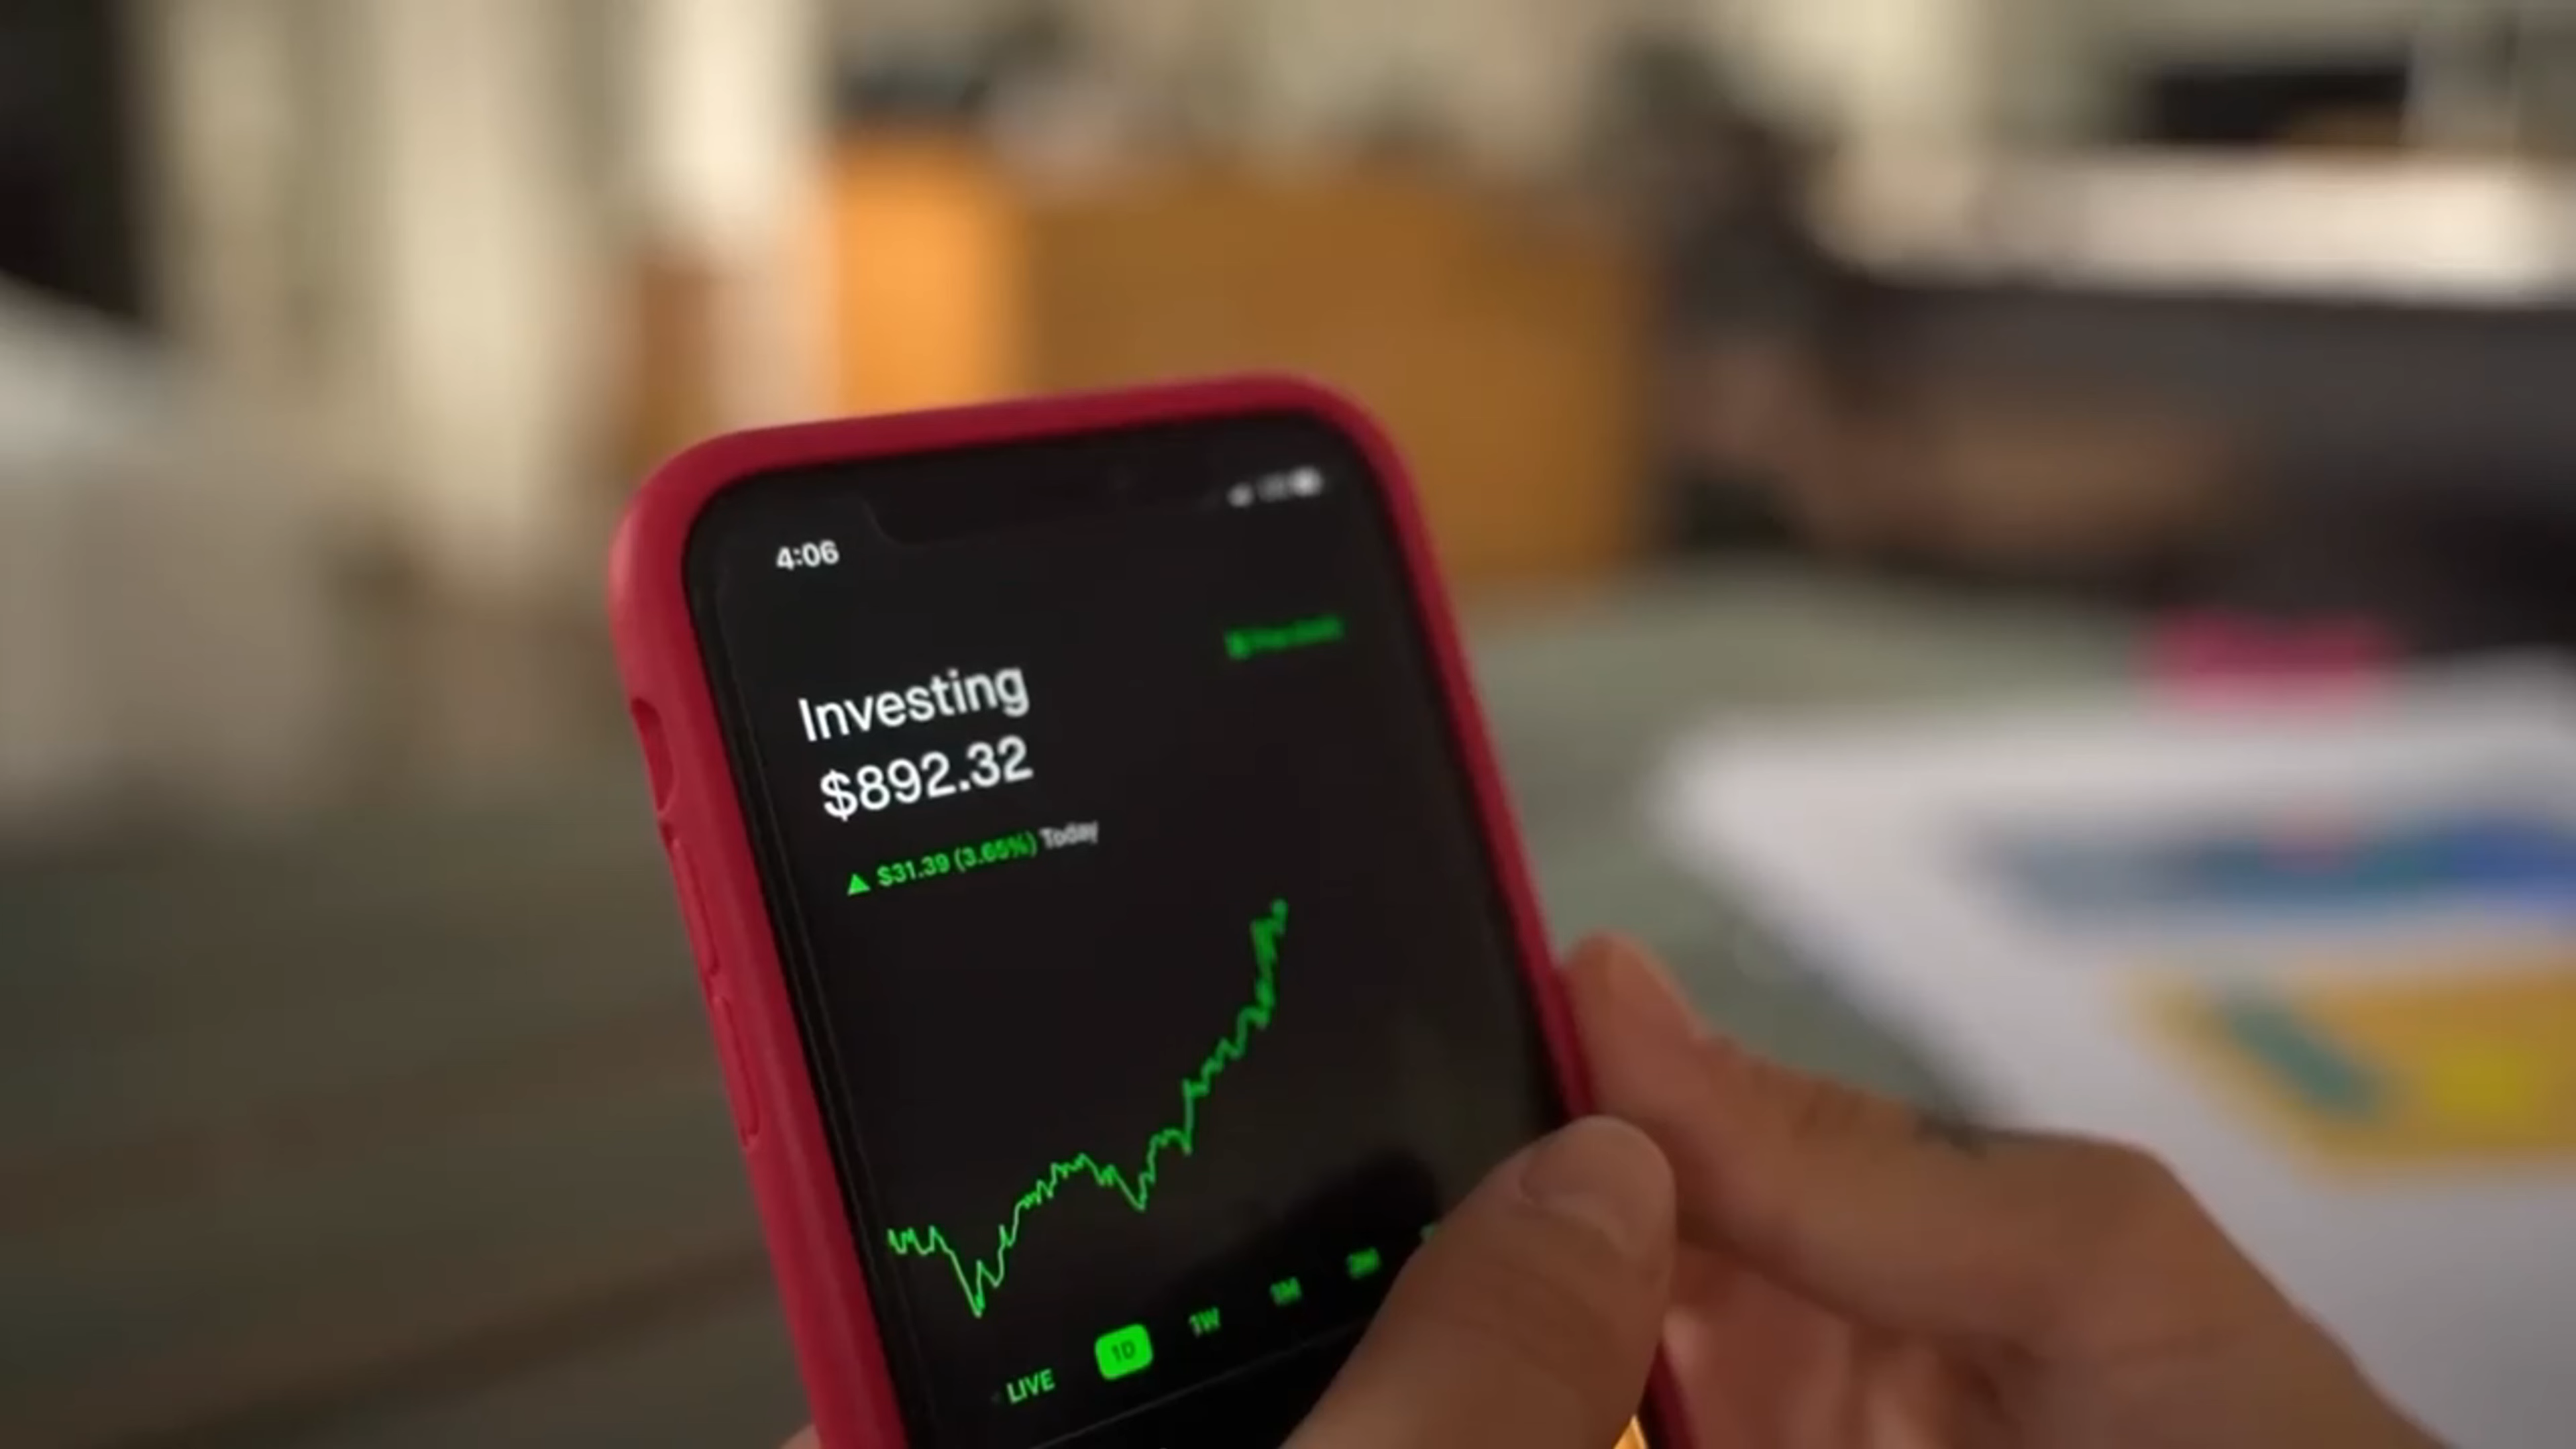 4:06
Investing
$892.32
▲ $31.39 (3.65%) Today
LIVE 1D 1W 1M 3M